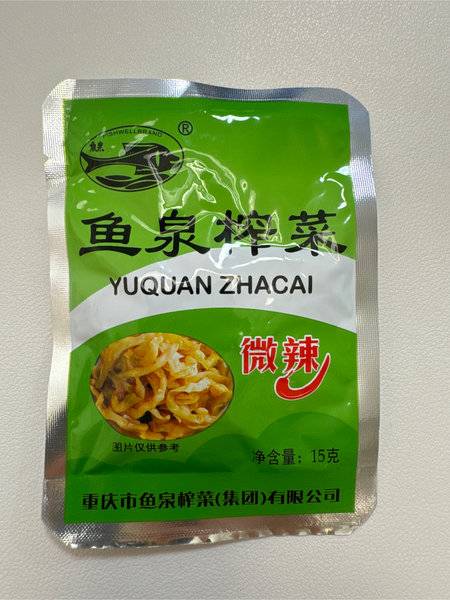 FISHWELLBRAND
®
鱼泉榨菜
YUQUAN ZHACAI
微辣
图片仅供参考
净含量：15克
重庆市鱼泉榨菜(集团)有限公司